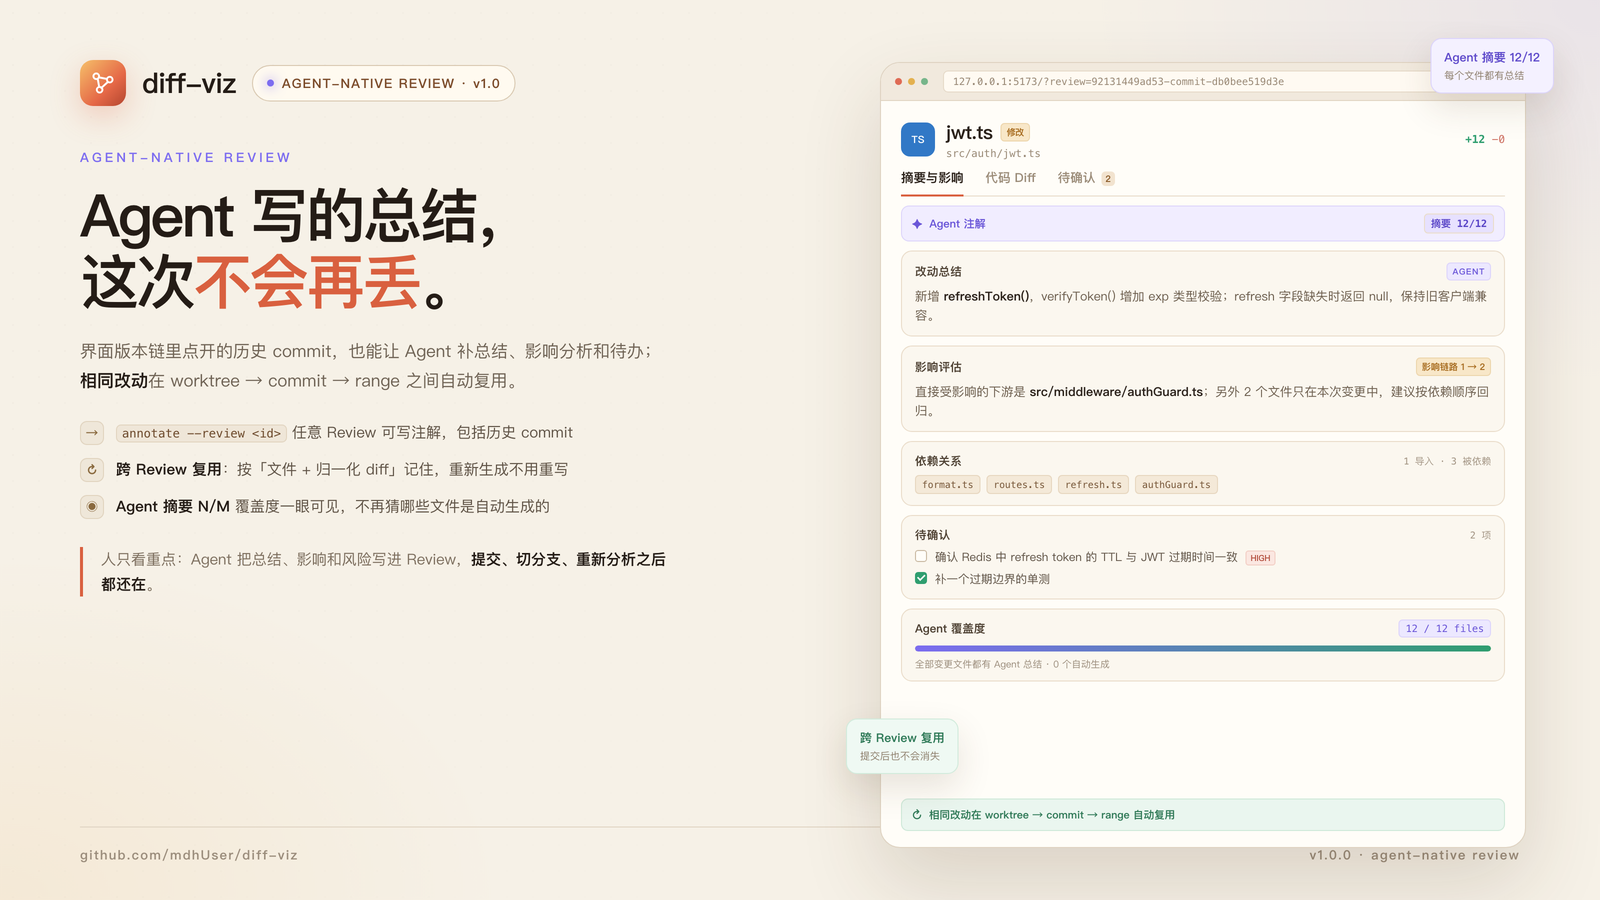 diff-viz
AGENT-NATIVE REVIEW · v1.0
AGENT-NATIVE REVIEW
Agent 写的总结，
这次不会再丢。
界面版本链里点开的历史 commit，也能让 Agent 补总结、影响分析和待办；
相同改动在 worktree → commit → range 之间自动复用。
→ annotate --review <id> 任意 Review 可写注解，包括历史 commit
↻ 跨 Review 复用：按「文件 + 归一化 diff」记住，重新生成不用重写
◉ Agent 摘要 N/M 覆盖度一眼可见，不再猜哪些文件是自动生成的
人只看重点：Agent 把总结、影响和风险写进 Review，提交、切分支、重新分析之后
都还在。
github.com/mdhUser/diff-viz
127.0.0.1:5173/?review=92131449ad53-commit-db0bee519d3e
Agent 摘要 12/12
每个文件都有总结
TS
jwt.ts 修改
src/auth/jwt.ts
+12 −0
摘要与影响 代码 Diff 待确认 2
✦ Agent 注解 摘要 12/12
改动总结 AGENT
新增 refreshToken()，verifyToken() 增加 exp 类型校验；refresh 字段缺失时返回 null，保持旧客户端兼
容。
影响评估 影响链路 1 → 2
直接受影响的下游是 src/middleware/authGuard.ts；另外 2 个文件只在本次变更中，建议按依赖顺序回
归。
依赖关系 1 导入 · 3 被依赖
format.ts routes.ts refresh.ts authGuard.ts
待确认 2 项
确认 Redis 中 refresh token 的 TTL 与 JWT 过期时间一致 HIGH
补一个过期边界的单测
Agent 覆盖度 12 / 12 files
全部变更文件都有 Agent 总结 · 0 个自动生成
跨 Review 复用
提交后也不会消失
↻ 相同改动在 worktree → commit → range 自动复用
v1.0.0 · agent-native review